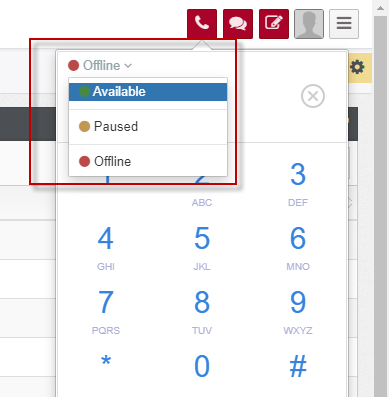 Offline
Available
Paused
Offline
1 2 3
ABC DEF
4 5 6
GHI JKL MNO
7 8 9
PQRS TUV WXYZ
* 0 #